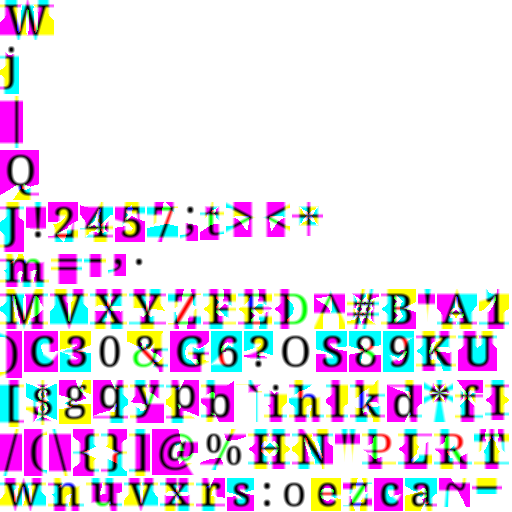 W
j
|
Q
J!2457;t><+
m="',·
MVXYZFED^#B"A1
)C30&G6?OS89KU
[$gqypb`ihlkd*fI
/(\{}]@%HN"PLRT
wnuvxrs:oezca~-